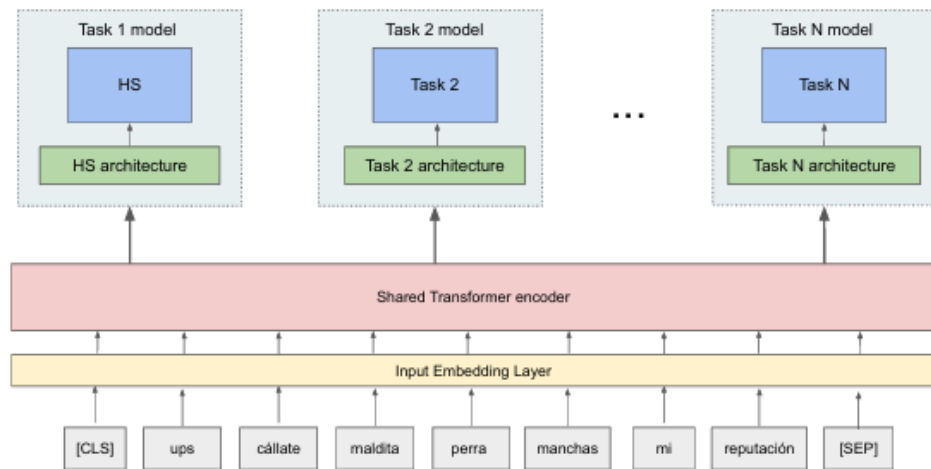 Task 1 model
Task 2 model
Task N model
HS
Task 2
...
Task N
HS architecture
Task 2 architecture
Task N architecture
Shared Transformer encoder
Input Embedding Layer
[CLS]
ups
cállate
maldita
perra
manchas
mi
reputación
[SEP]